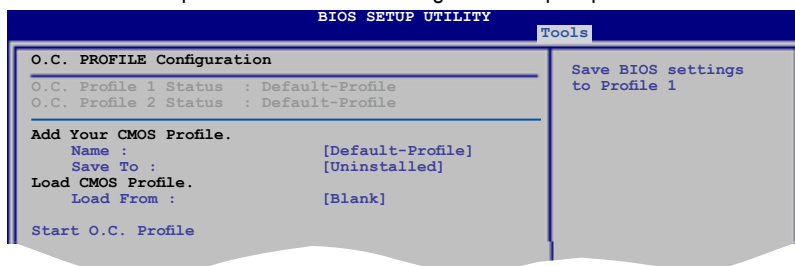 BIOS SETUP UTILITY
Tools
O.C. PROFILE Configuration
O.C. Profile 1 Status : Default-Profile
O.C. Profile 2 Status : Default-Profile
Add Your CMOS Profile.
Name : [Default-Profile]
Save To : [Uninstalled]
Load CMOS Profile.
Load From : [Blank]
Start O.C. Profile
Save BIOS settings
to Profile 1